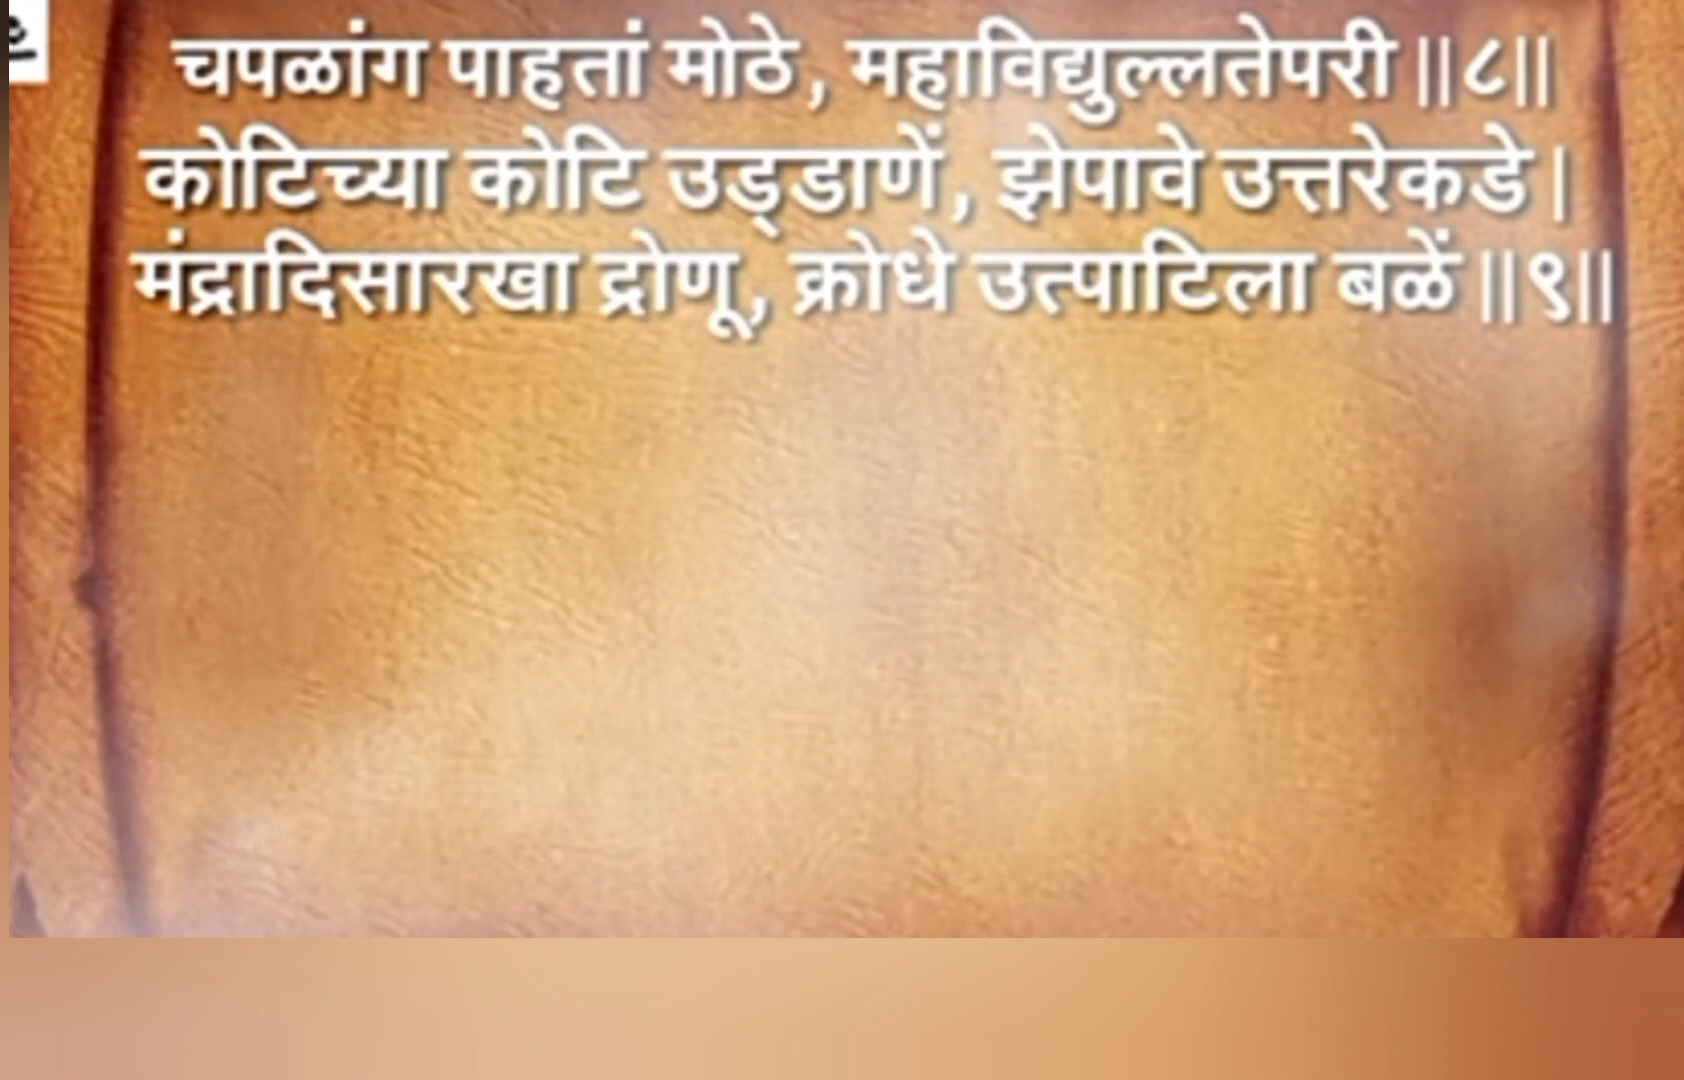 चपळांग पाहतां मोठे, महाविद्युल्लतेपरी ||८||
कोटिच्या कोटि उड्डाणें, झेपावे उत्तरेकडे |
मंद्रादिसारखा द्रोणू, क्रोधे उत्पाटिला बळें ||९||